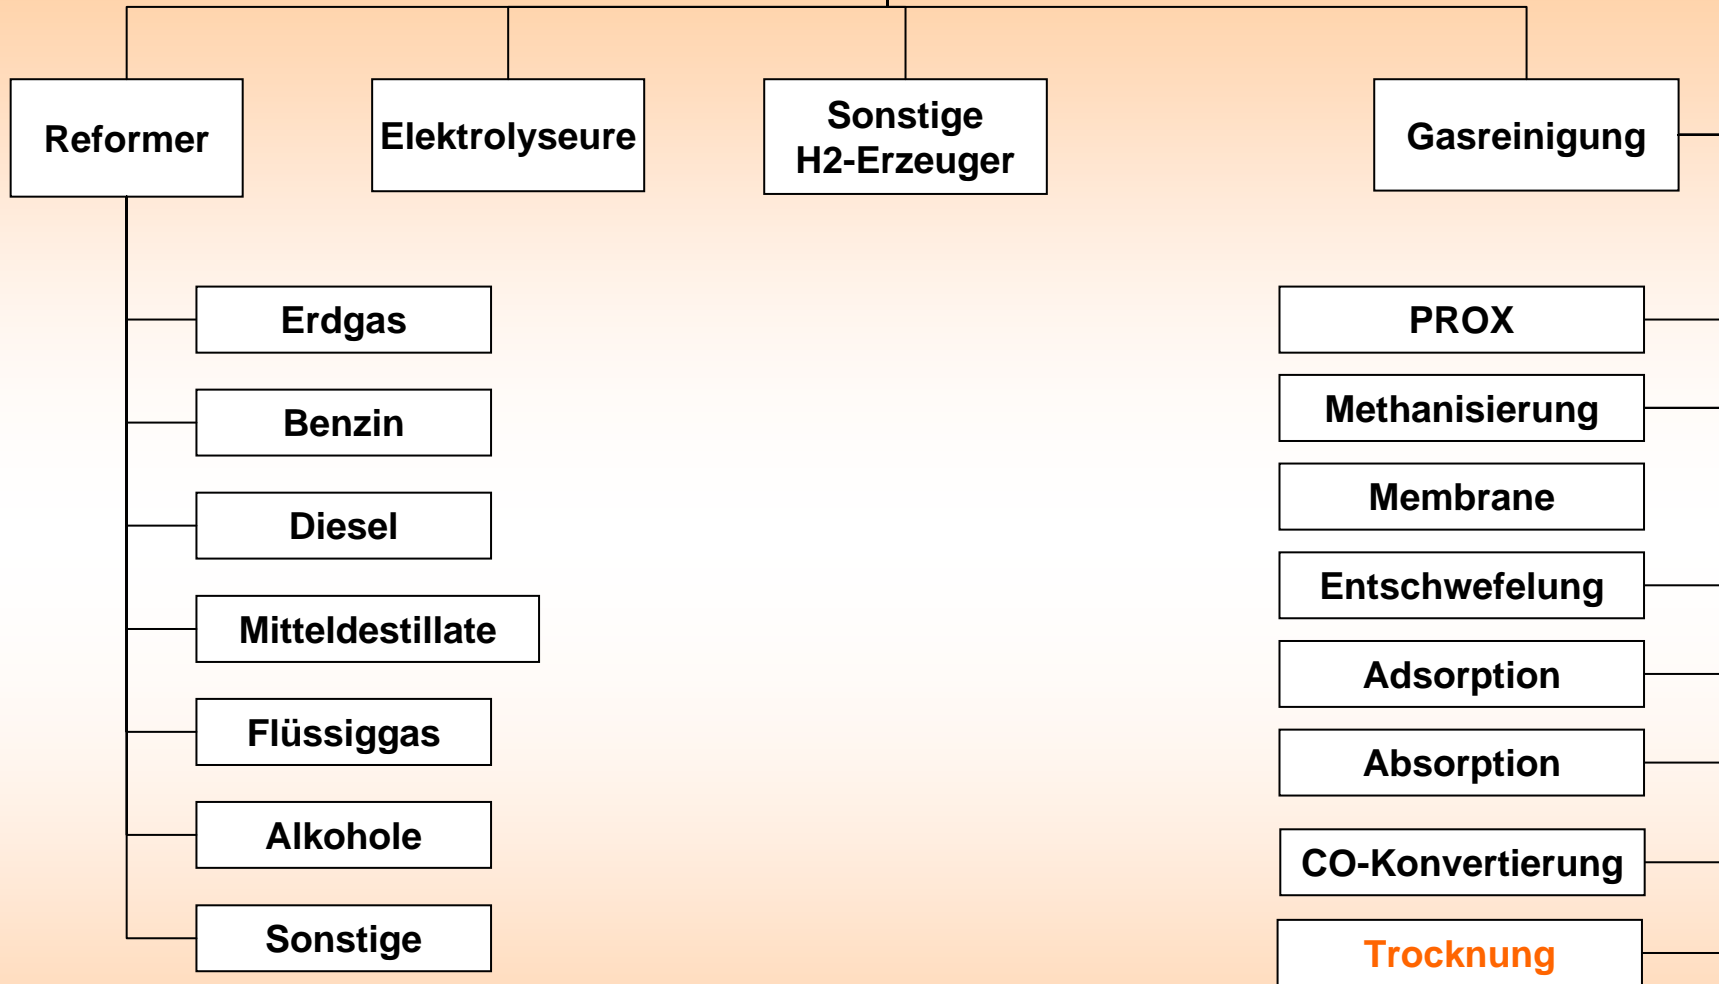 Reformer
Elektrolyseure
Sonstige
H2-Erzeuger
Gasreinigung
Erdgas
Benzin
Diesel
Mitteldestillate
Flüssiggas
Alkohole
Sonstige
PROX
Methanisierung
Membrane
Entschwefelung
Adsorption
Absorption
CO-Konvertierung
Trocknung